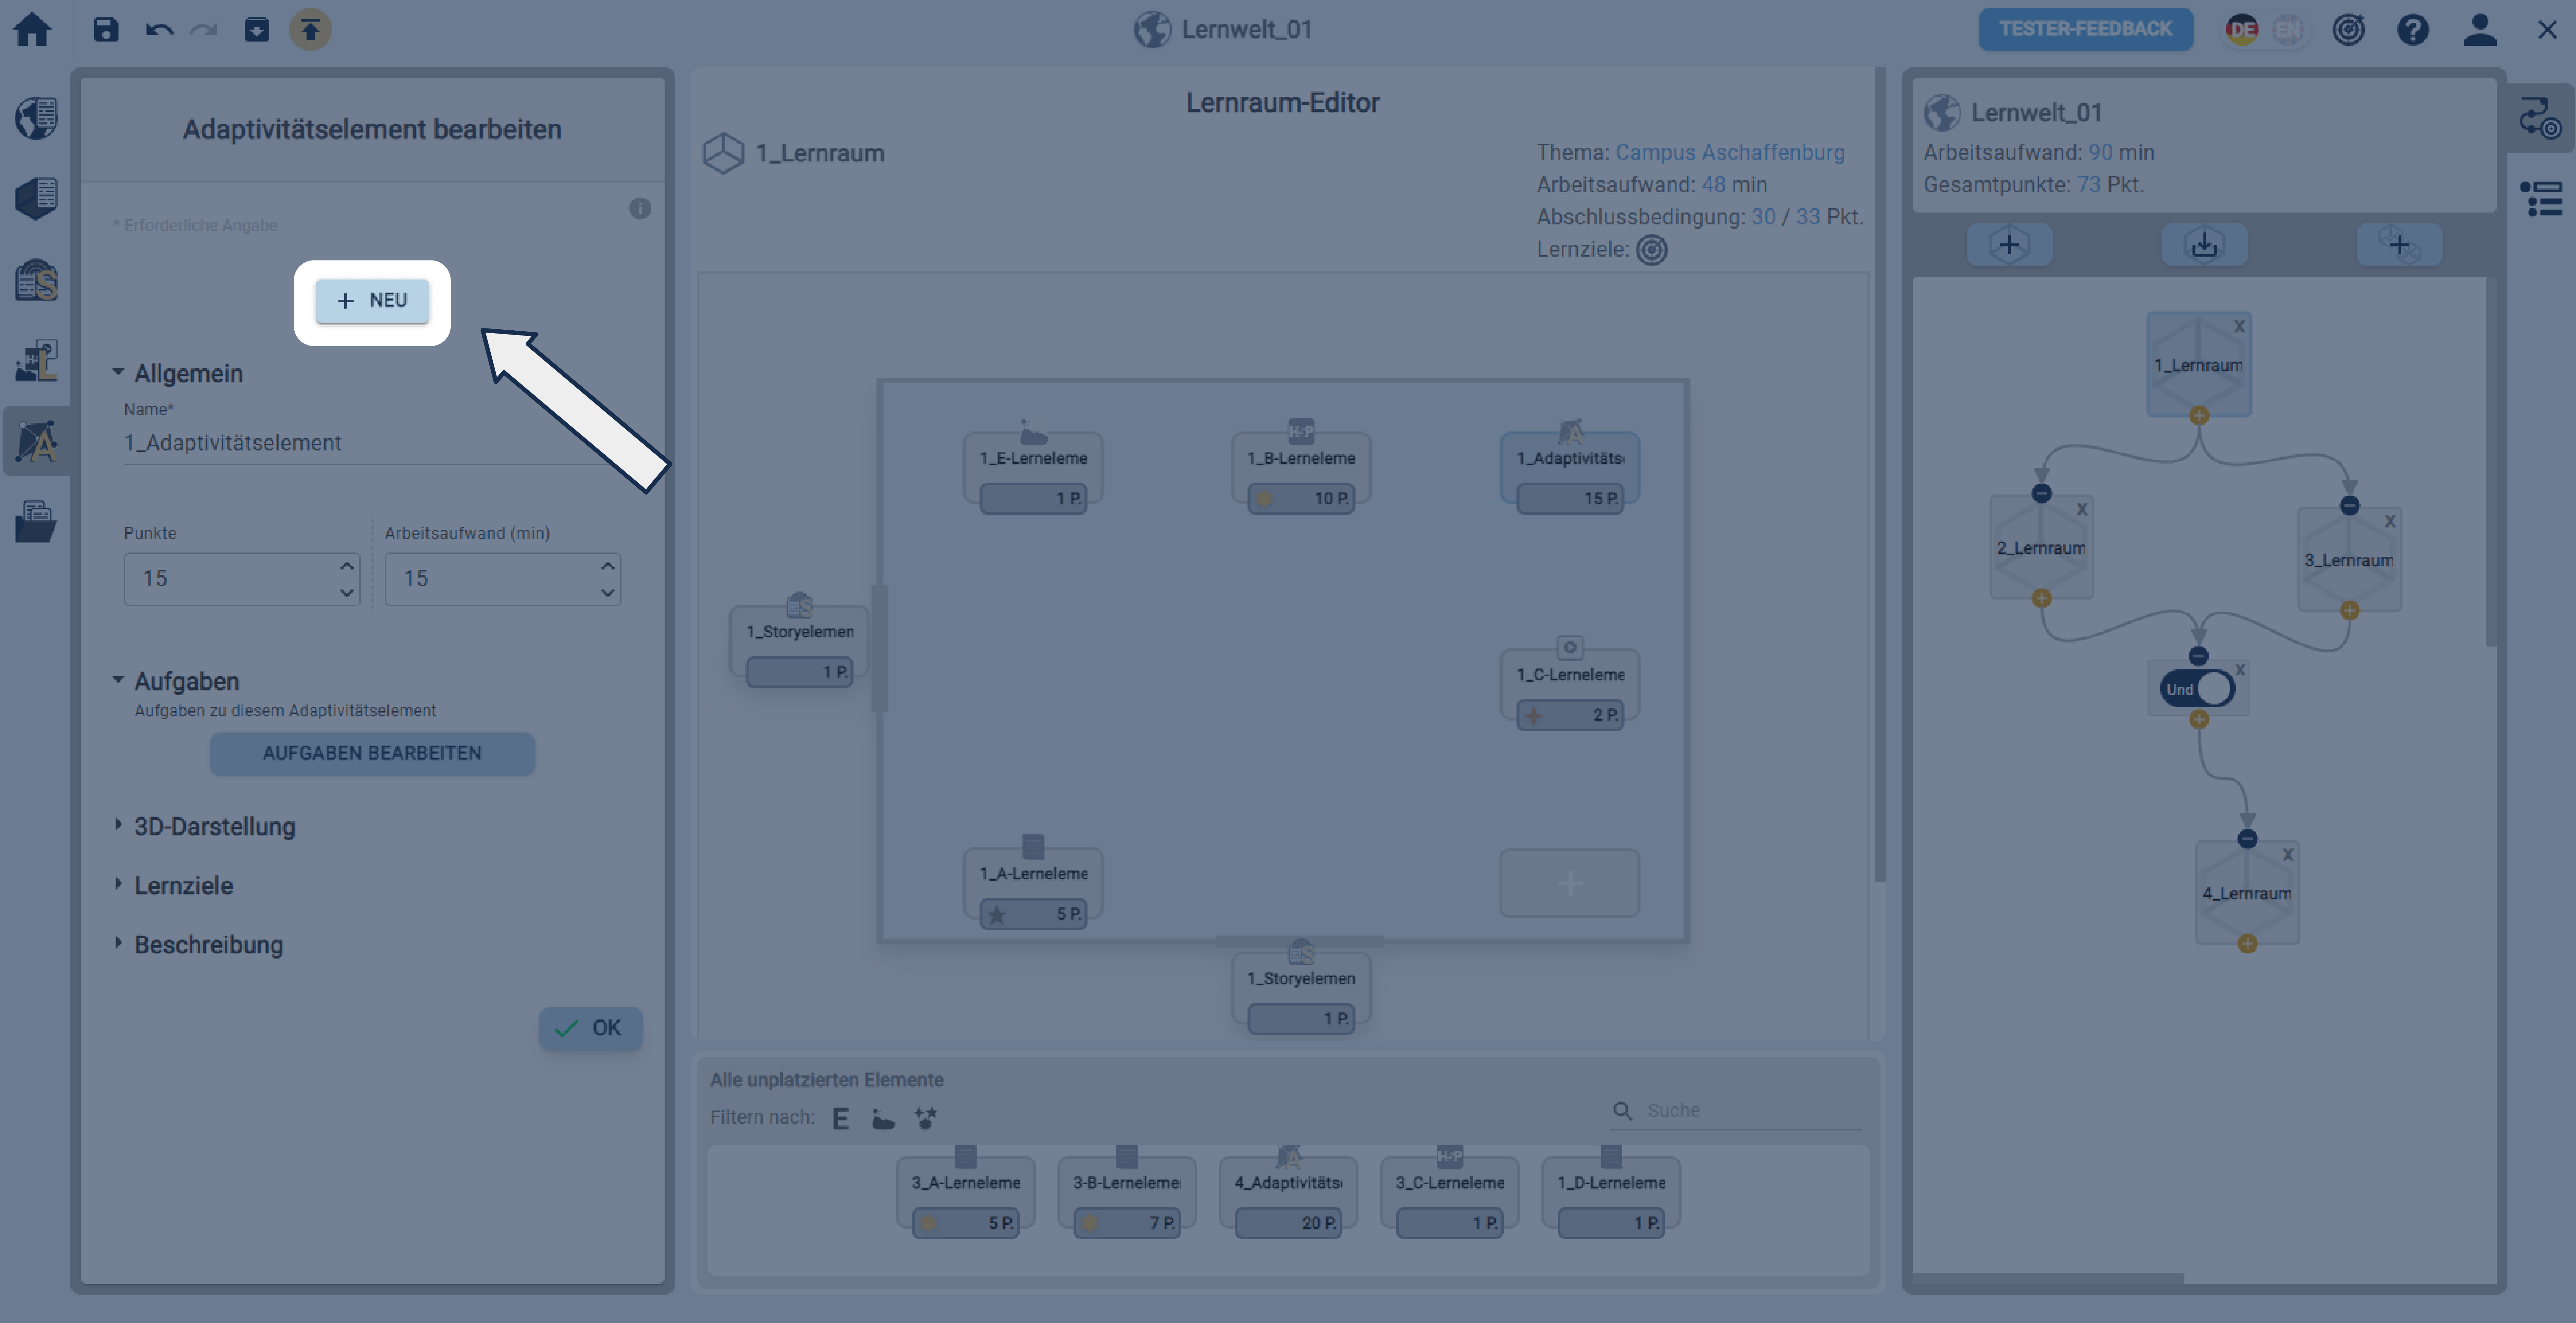 Lernwelt_01
TESTER-FEEDBACK
DE
EN
Adaptivitätselement bearbeiten
* Erforderliche Angabe
+ NEU
Allgemein
Name*
1_Adaptivitätselement
Punkte
Arbeitsaufwand (min)
15
15
Aufgaben
Aufgaben zu diesem Adaptivitätselement
AUFGABEN BEARBEITEN
3D-Darstellung
Lernziele
Beschreibung
OK
Lernraum-Editor
1_Lernraum
Thema: Campus Aschaffenburg
Arbeitsaufwand: 48 min
Abschlussbedingung: 30 / 33 Pkt.
Lernziele:
1_E-Lerneleme
1 P.
H-P
1_B-Lerneleme
10 P.
A
1_Adaptivitäts
15 P.
S
1_Storyelemen
1 P.
1_C-Lerneleme
2 P.
1_A-Lerneleme
5 P.
S
1_Storyelemen
1 P.
Alle unplatzierten Elemente
Filtern nach: E
Suche
3_A-Lerneleme
5 P.
3-B-Lerneleme
7 P.
A
4_Adaptivitäts
20 P.
H-P
3_C-Lerneleme
1 P.
1_D-Lerneleme
1 P.
Lernwelt_01
Arbeitsaufwand: 90 min
Gesamtpunkte: 73 Pkt.
X
1_Lernraum
X
2_Lernraum
X
3_Lernraum
X
Und
X
4_Lernraum
S
L
A